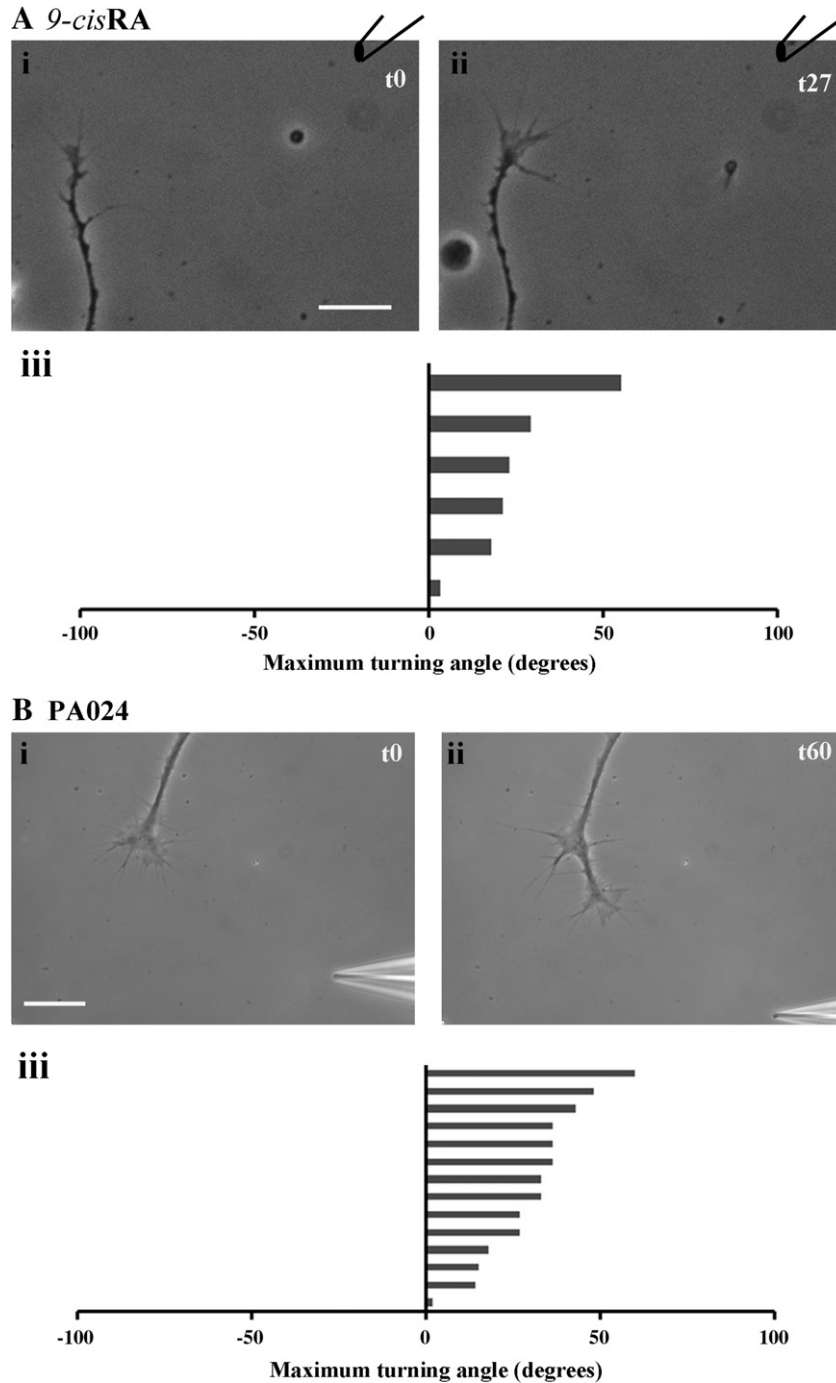 A 9-cisRA
i t0
ii t27
iii
-100 -50 0 50 100
Maximum turning angle (degrees)
B PA024
i t0
ii t60
iii
-100 -50 0 50 100
Maximum turning angle (degrees)